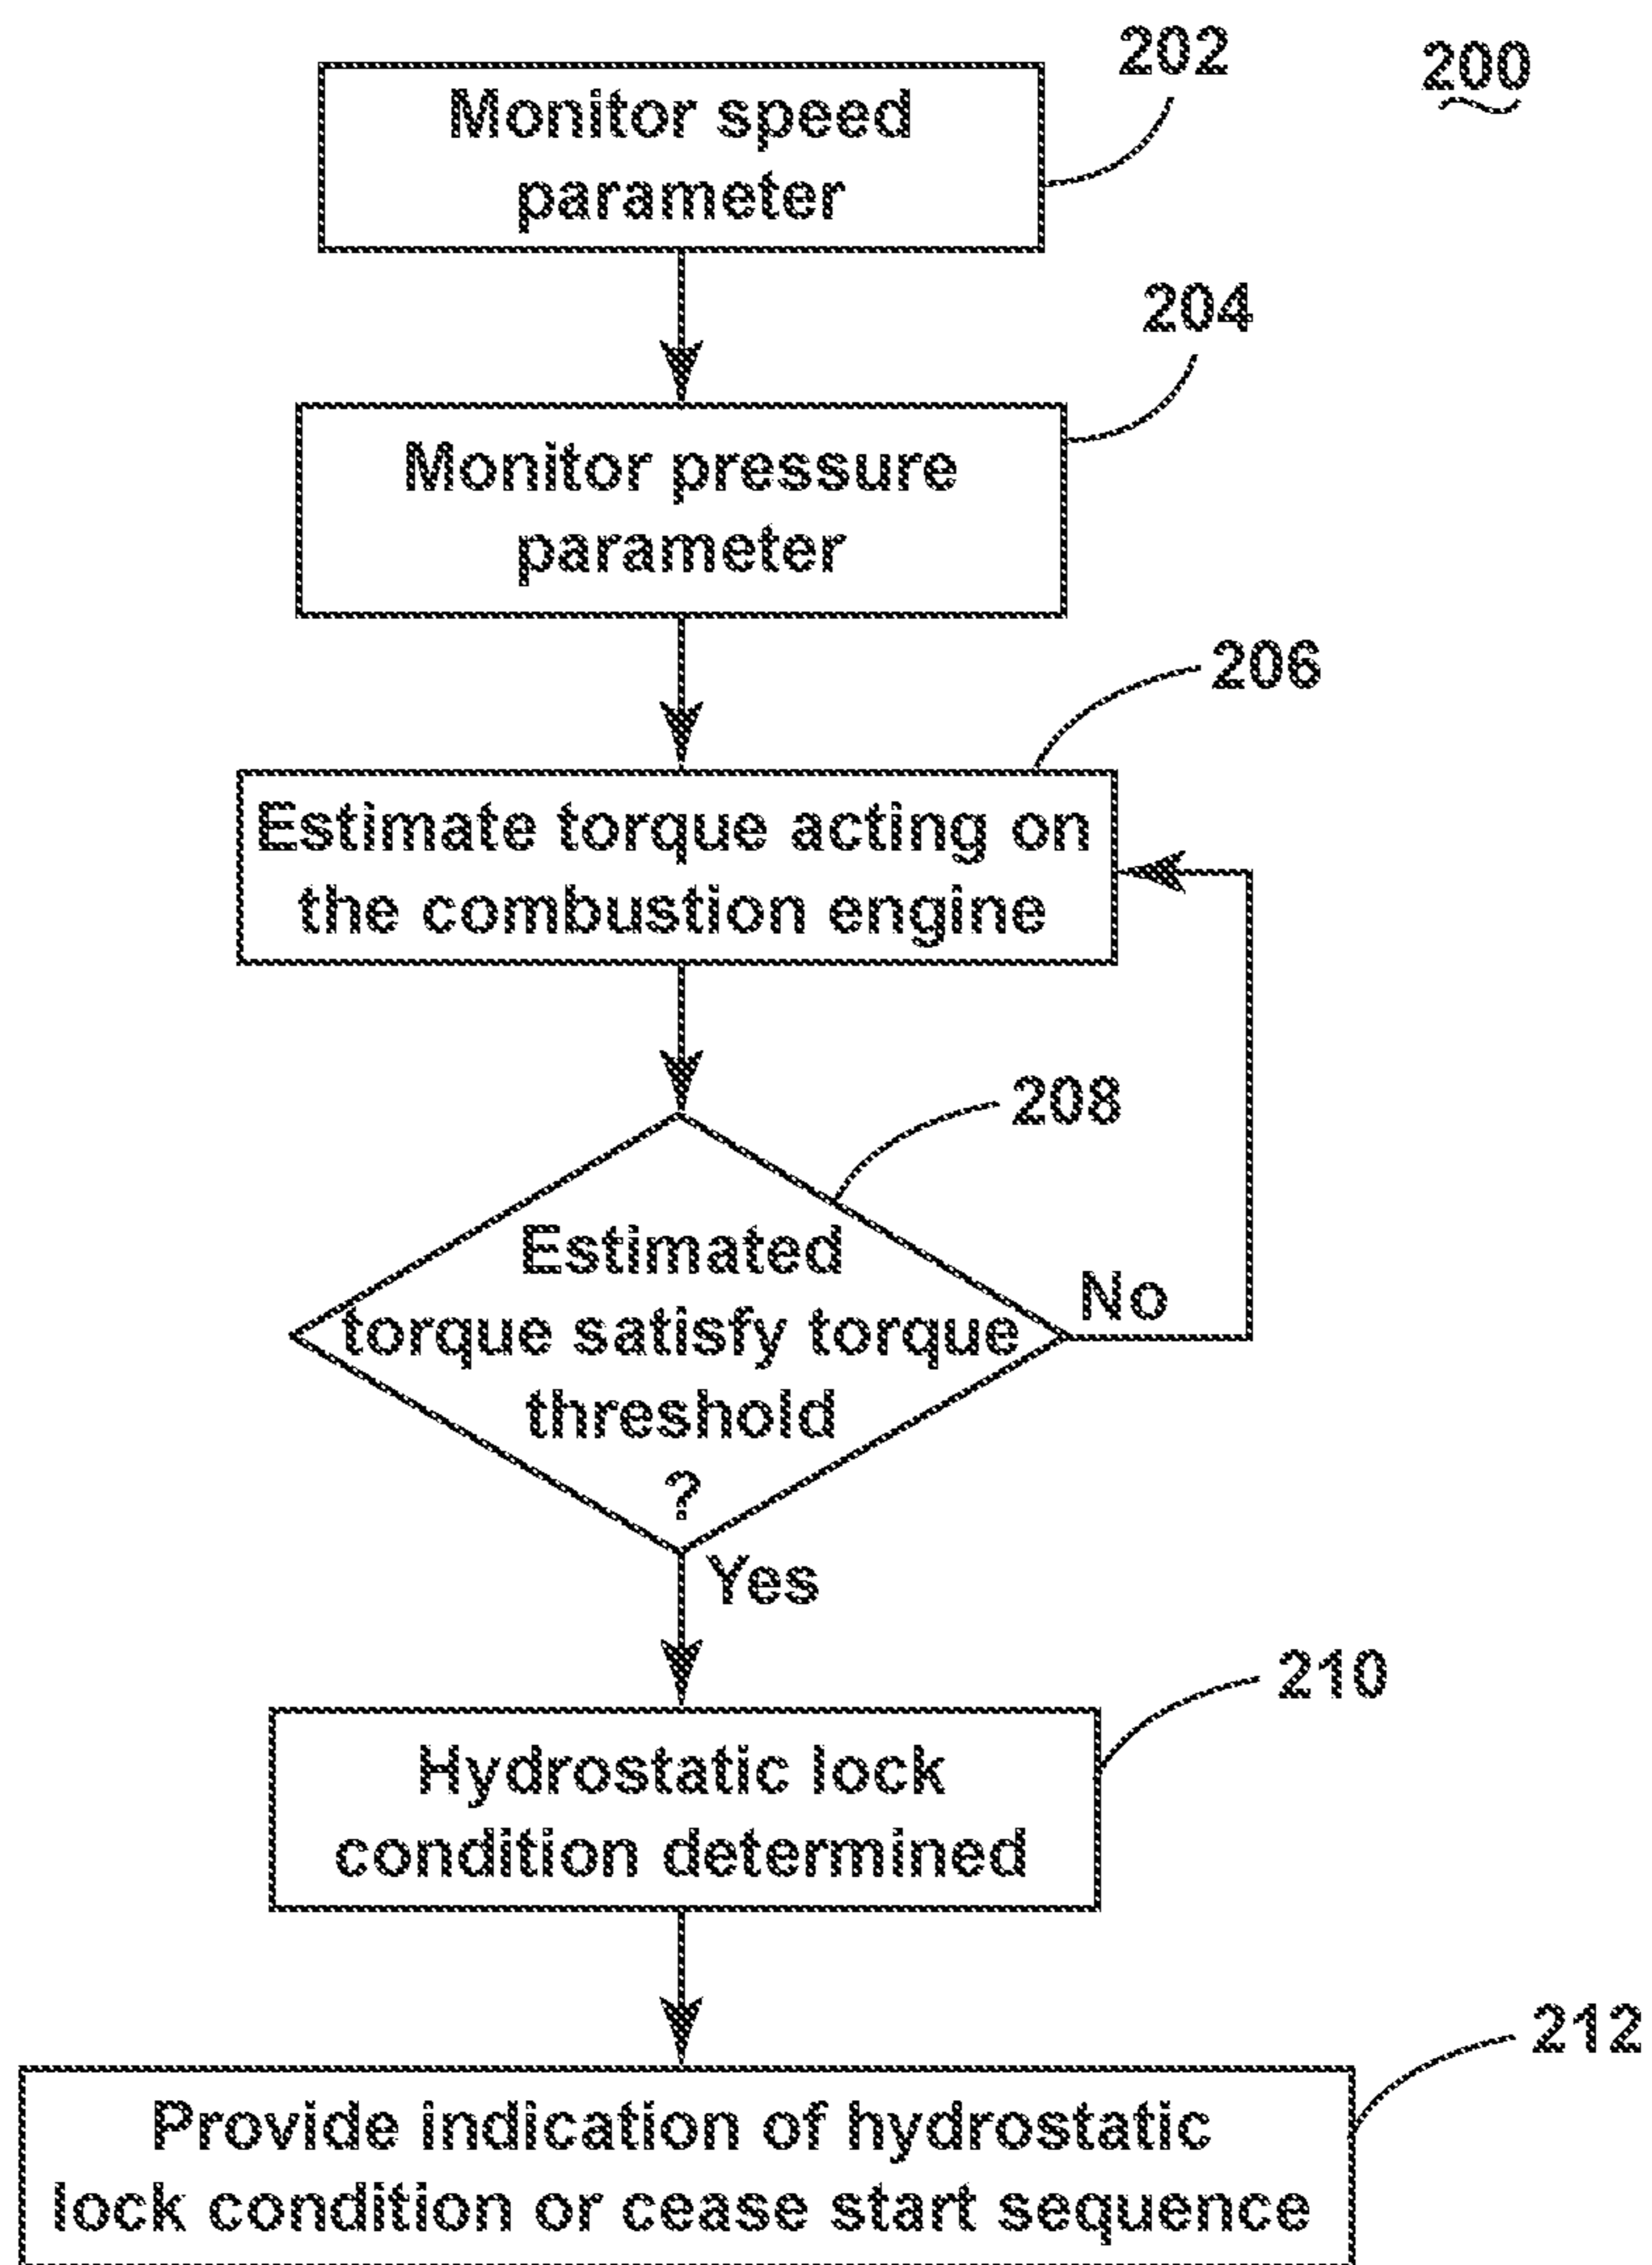 200
202
Monitor speed
parameter
204
Monitor pressure
parameter
206
Estimate torque acting on
the combustion engine
208
Estimated
torque satisfy torque
threshold
?
No
Yes
210
Hydrostatic lock
condition determined
212
Provide indication of hydrostatic
lock condition or cease start sequence